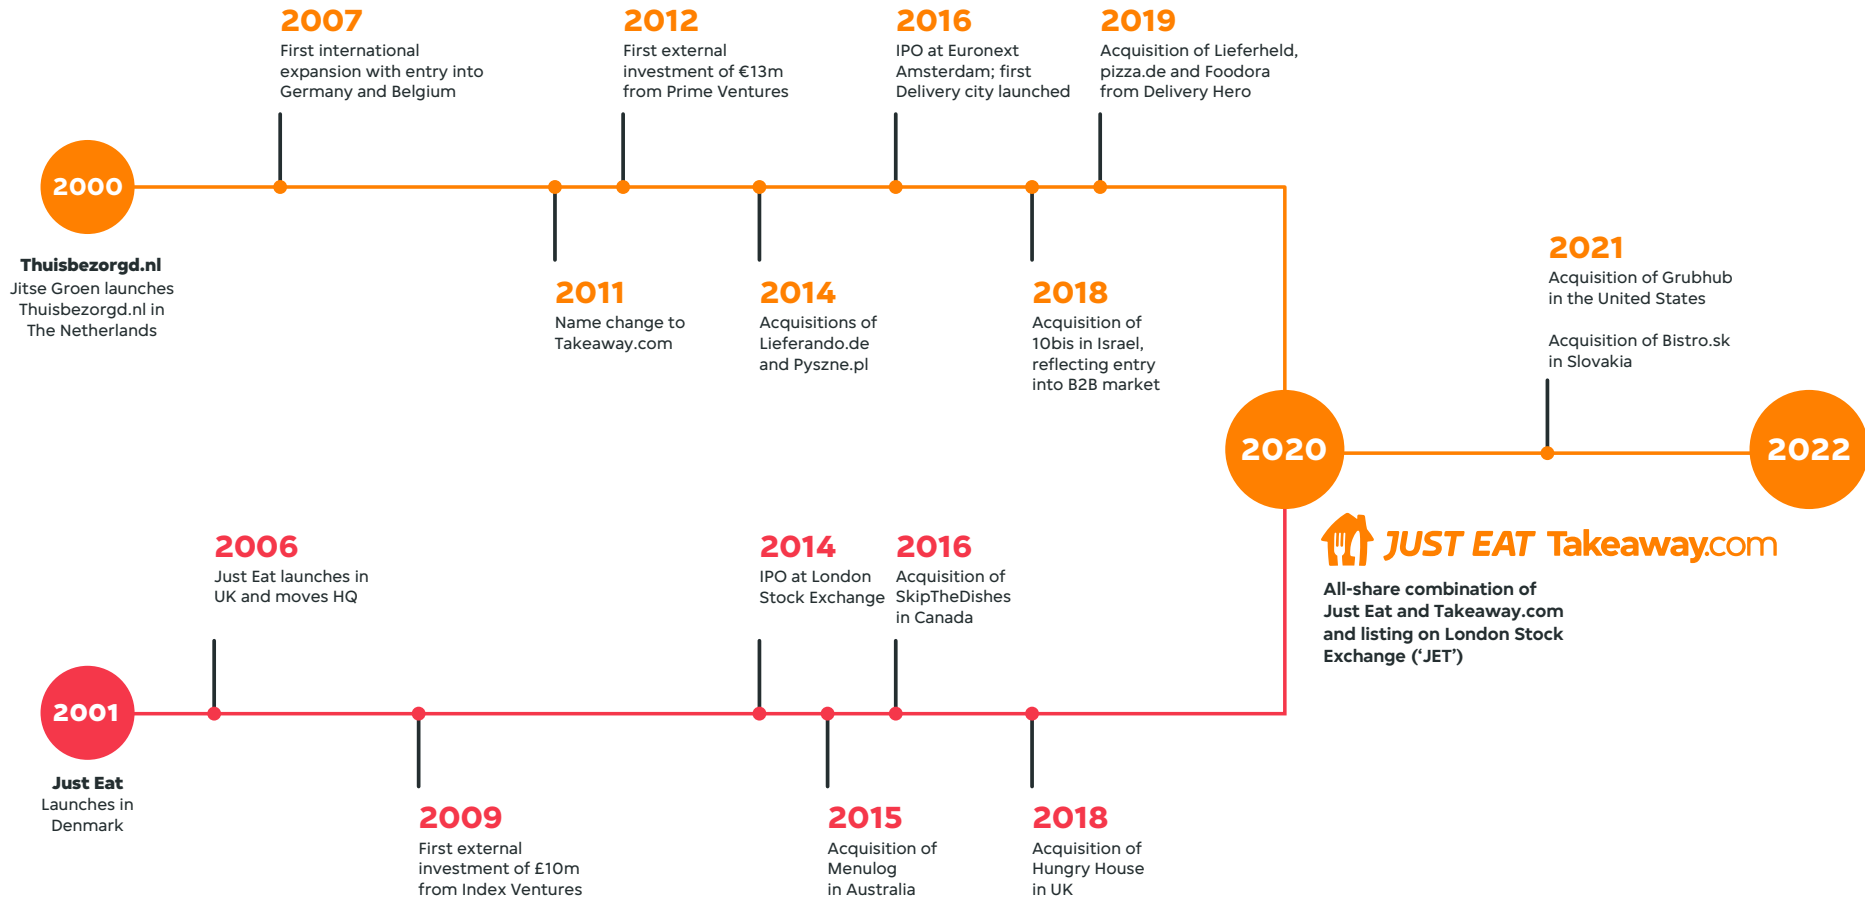 2007
First international
expansion with entry into
Germany and Belgium
2012
First external
investment of €13m
from Prime Ventures
2016
IPO at Euronext
Amsterdam; first
Delivery city launched
2019
Acquisition of Lieferheld,
pizza.de and Foodora
from Delivery Hero
2000
Thuisbezorgd.nl
Jitse Groen launches
Thuisbezorgd.nl in
The Netherlands
2011
Name change to
Takeaway.com
2014
Acquisitions of
Lieferando.de
and Pyszne.pl
2018
Acquisition of
10bis in Israel,
reflecting entry
into B2B market
2021
Acquisition of Grubhub
in the United States
Acquisition of Bistro.sk
in Slovakia
2020
2022
JUST EAT Takeaway.com
All-share combination of
Just Eat and Takeaway.com
and listing on London Stock
Exchange (‘JET’)
2006
Just Eat launches in
UK and moves HQ
2014
IPO at London
Stock Exchange
2016
Acquisition of
SkipTheDishes
in Canada
2001
Just Eat
Launches in
Denmark
2009
First external
investment of £10m
from Index Ventures
2015
Acquisition of
Menulog
in Australia
2018
Acquisition of
Hungry House
in UK